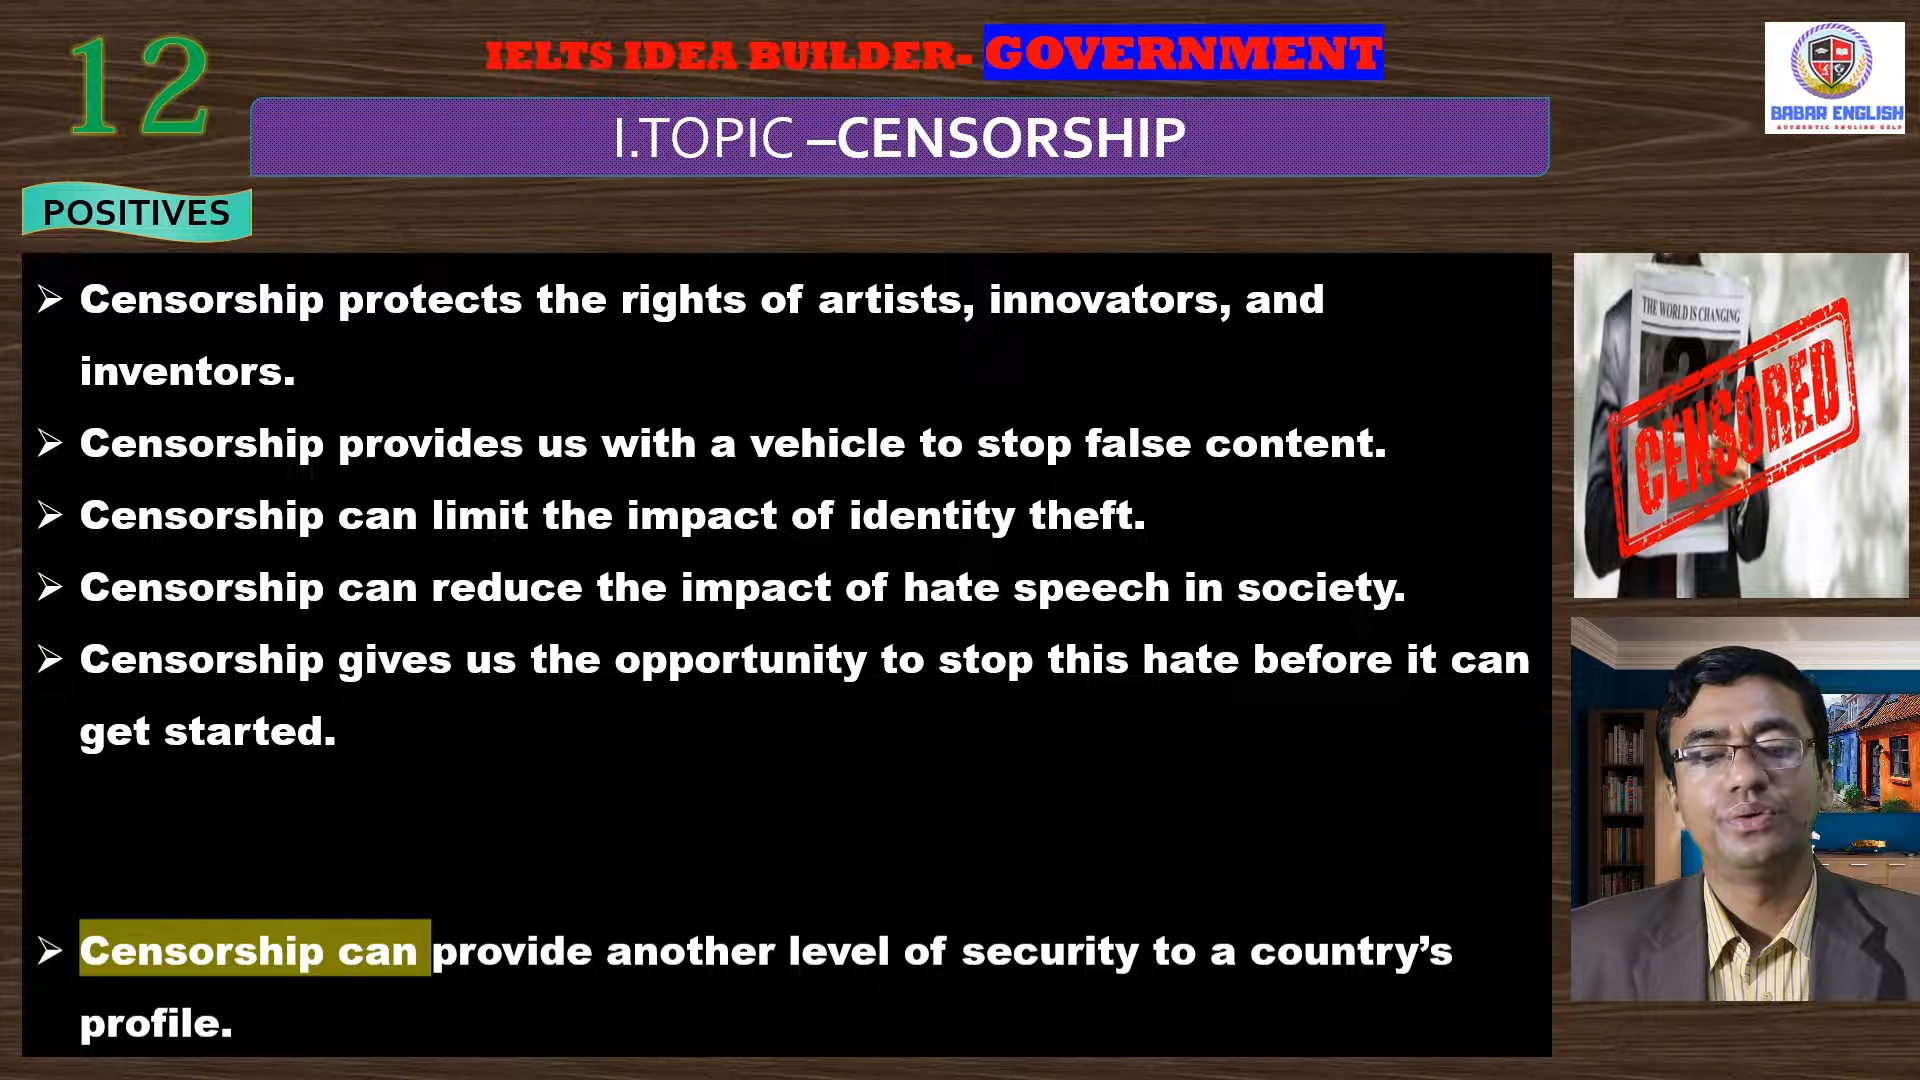 12
IELTS IDEA BUILDER- GOVERNMENT
BABAR ENGLISH
AUTHENTIC ENGLISH HELP
I.TOPIC –CENSORSHIP
POSITIVES
➢ Censorship protects the rights of artists, innovators, and
inventors.
➢ Censorship provides us with a vehicle to stop false content.
➢ Censorship can limit the impact of identity theft.
➢ Censorship can reduce the impact of hate speech in society.
➢ Censorship gives us the opportunity to stop this hate before it can
get started.
➢ Censorship can provide another level of security to a country’s
profile.
THE WORLD IS CHANGING
CENSORED